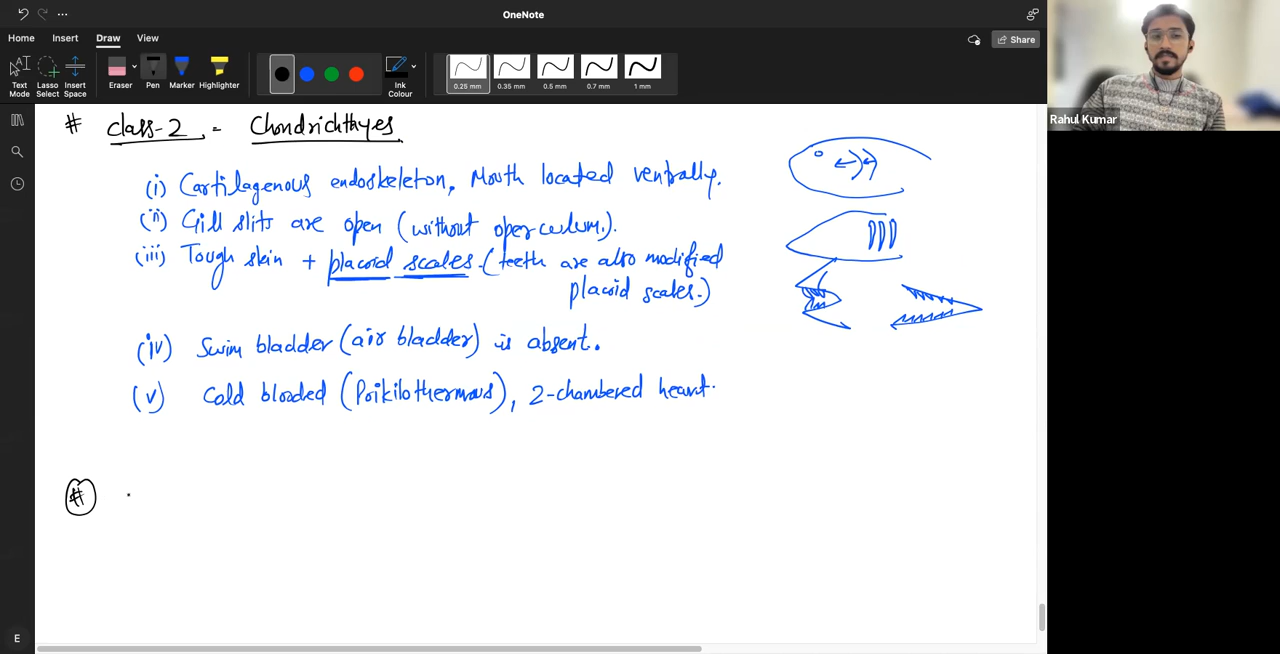 OneNote
Home Insert Draw View
Share
Text Mode
Lasso Select
Insert Space
Eraser
Pen
Marker
Highlighter
Ink Colour
0.25 mm
0.35 mm
0.5 mm
0.7 mm
1 mm
Rahul Kumar
# Class-2 - Chondrichthyes
(i) Cartilagenous endoskeleton, Mouth located ventrally.
(ii) Gill slits are open (without operculum.).
(iii) Tough skin + placoid scales. (teeth are also modified
placoid scales.)
(iv) Swim bladder (air bladder) is absent.
(v) Cold blooded (Poikilothermous), 2-chambered heart.
#
E